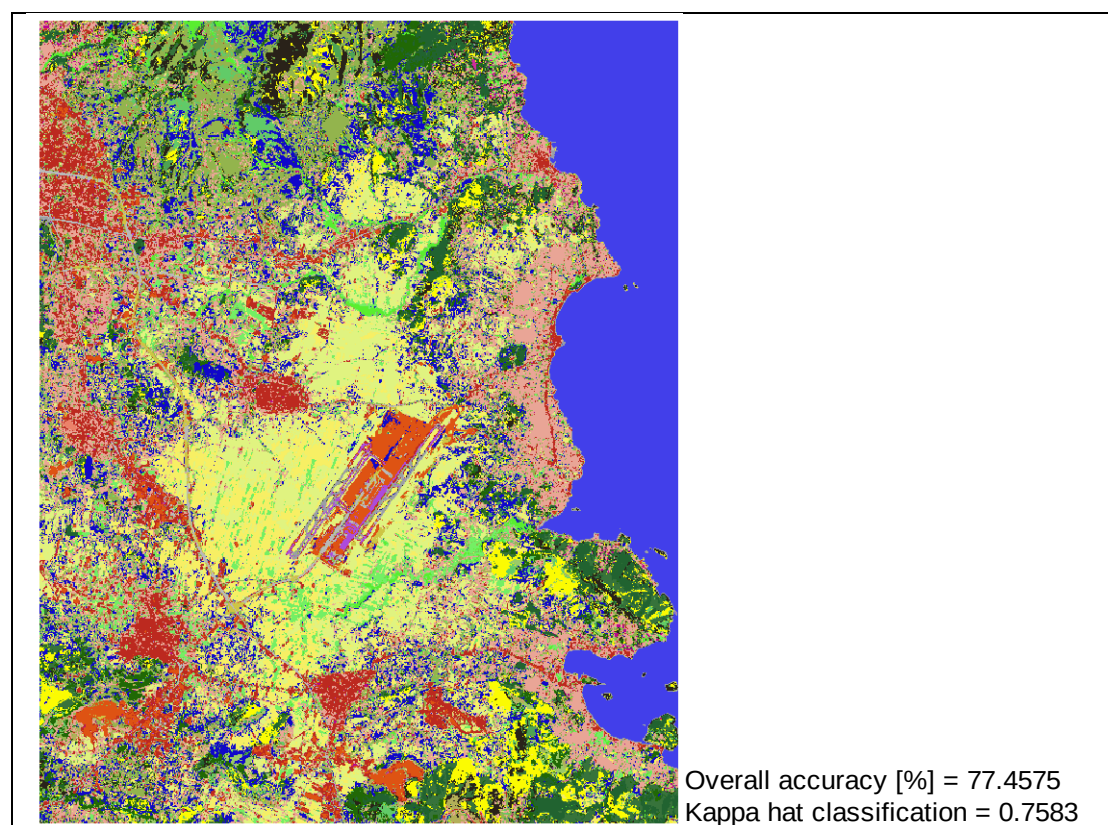 Overall accuracy [%] = 77.4575
Kappa hat classification = 0.7583